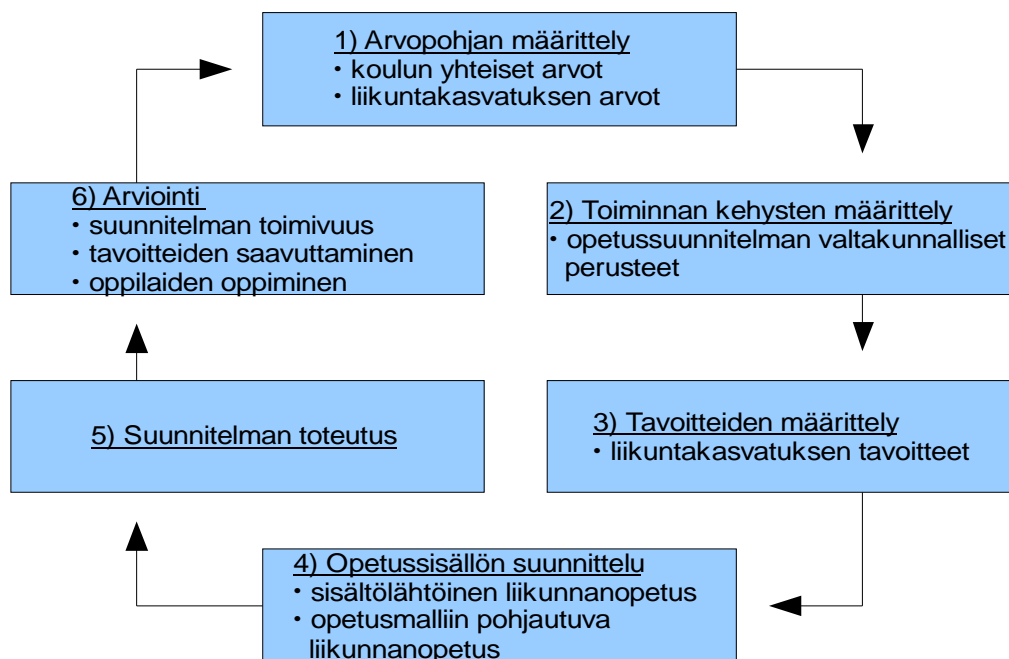 1) Arvopohjan määrittely
• koulun yhteiset arvot
• liikuntakasvatuksen arvot
2) Toiminnan kehysten määrittely
• opetussuunnitelman valtakunnalliset
perusteet
3) Tavoitteiden määrittely
• liikuntakasvatuksen tavoitteet
4) Opetussisällön suunnittelu
• sisältölähtöinen liikunnanopetus
• opetusmalliin pohjautuva
liikunnanopetus
5) Suunnitelman toteutus
6) Arviointi
• suunnitelman toimivuus
• tavoitteiden saavuttaminen
• oppilaiden oppiminen